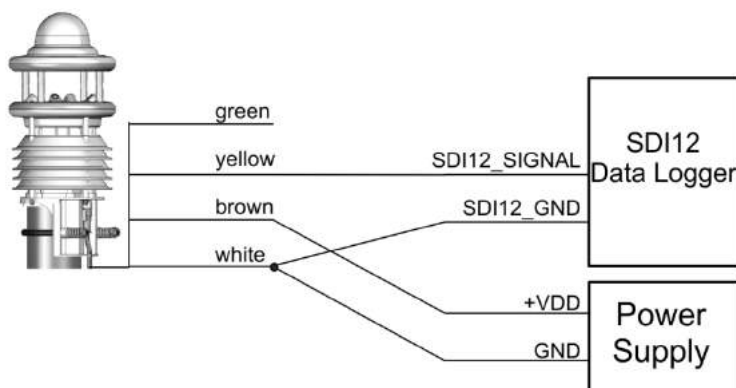 green
yellow
brown
white
SDI12_SIGNAL
SDI12_GND
+VDD
GND
SDI12
Data Logger
Power
Supply